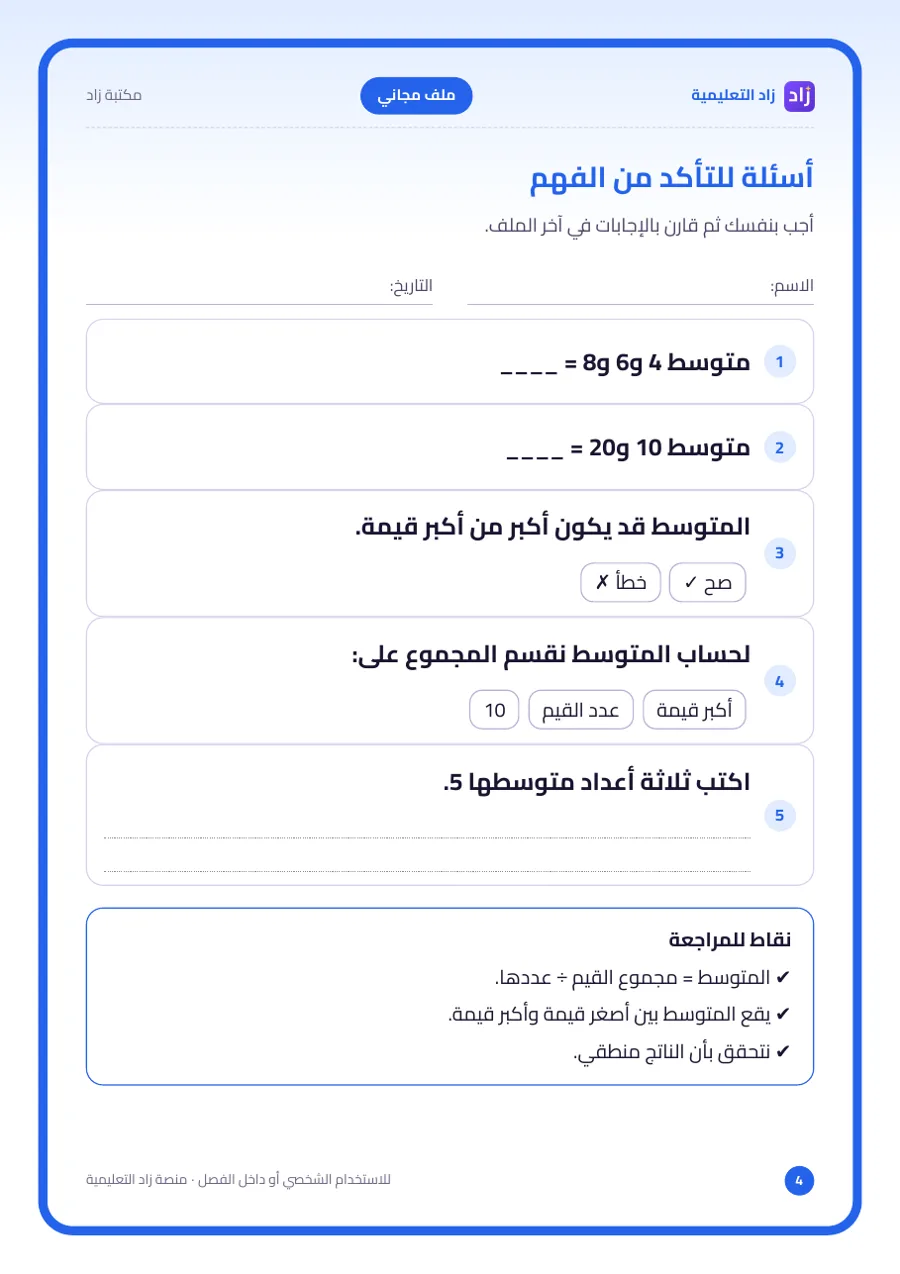 زاد زاد التعليمية
ملف مجاني
مكتبة زاد
أسئلة للتأكد من الفهم
أجب بنفسك ثم قارن بالإجابات في آخر الملف.
الاسم:
التاريخ:
1 متوسط 4 و6 و8 = ____
2 متوسط 10 و20 = ____
3 المتوسط قد يكون أكبر من أكبر قيمة.
صح ✓ خطأ ✗
4 لحساب المتوسط نقسم المجموع على:
أكبر قيمة عدد القيم 10
5 اكتب ثلاثة أعداد متوسطها 5.
نقاط للمراجعة
✔ المتوسط = مجموع القيم ÷ عددها.
✔ يقع المتوسط بين أصغر قيمة وأكبر قيمة.
✔ نتحقق بأن الناتج منطقي.
4
للاستخدام الشخصي أو داخل الفصل · منصة زاد التعليمية